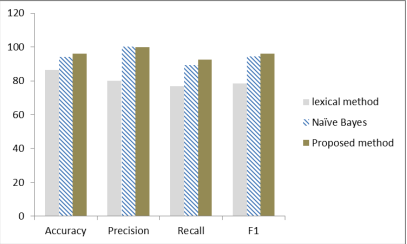 120
100
80
60
40
20
0
Accuracy Precision Recall F1
lexical method
Naïve Bayes
Proposed method